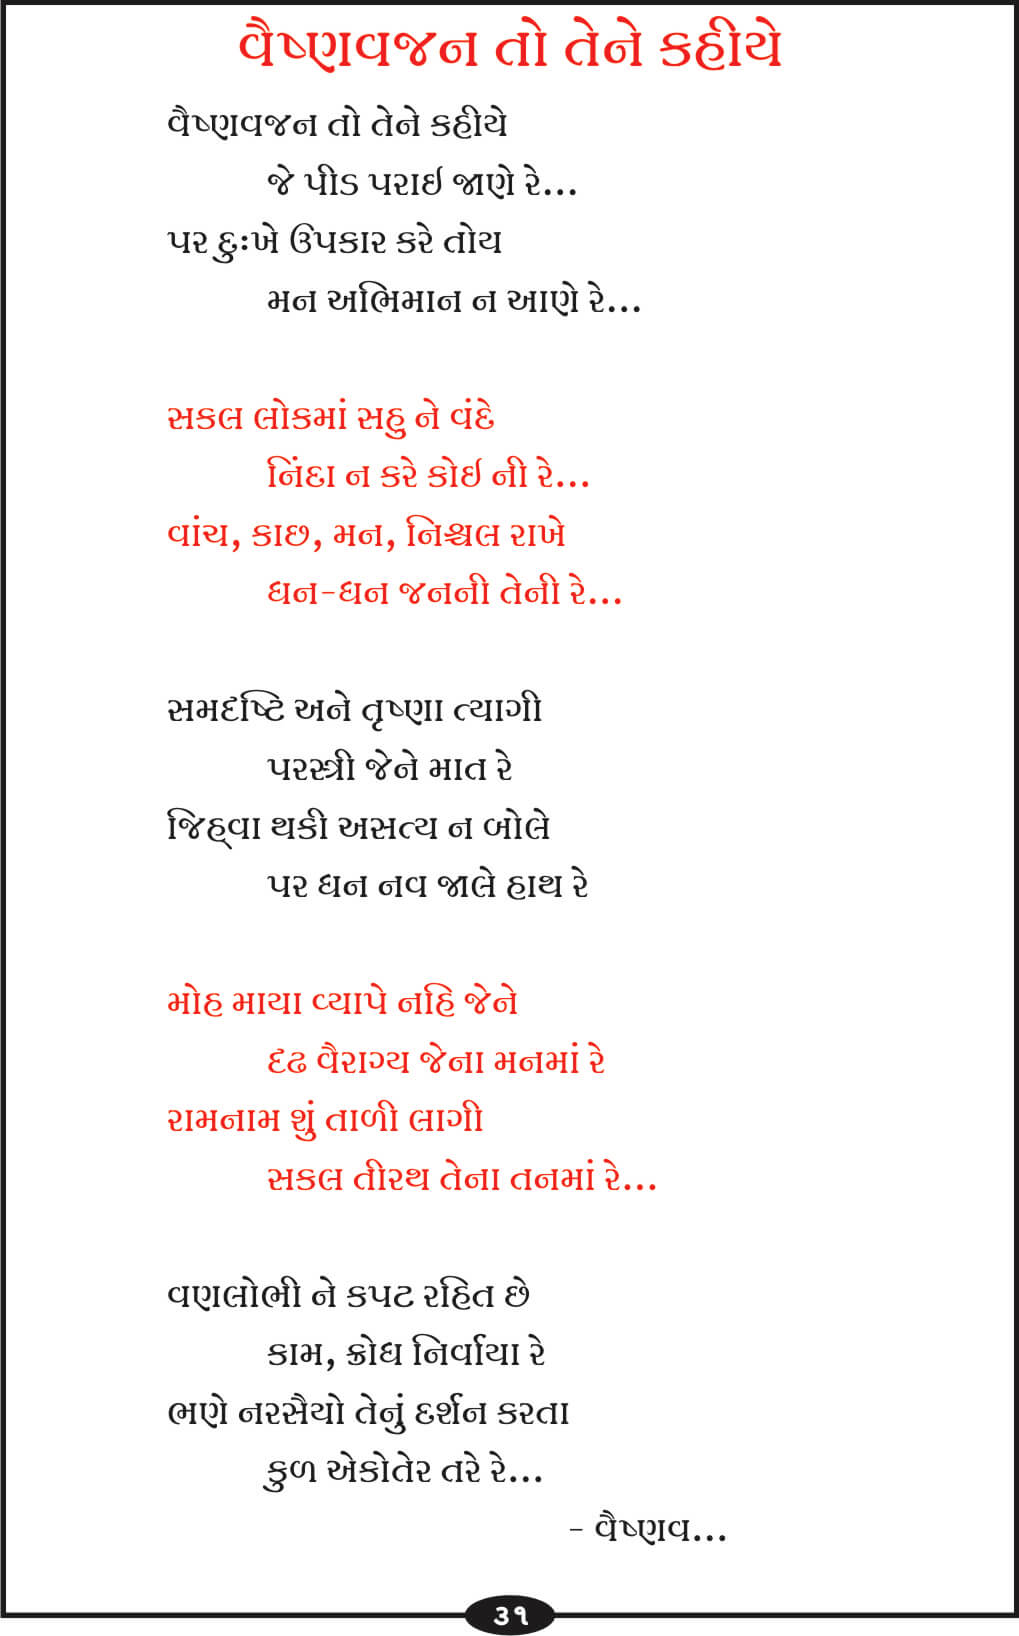 વૈષ્ણવજન તો તેને કહીયે
વૈષ્ણવજન તો તેને કહીયે
જે પીડ પરાઇ જાણે રે...
પર દુઃખે ઉપકાર કરે તોય
મન અભિમાન ન આણે રે...
સકલ લોકમાં સહુ ને વંદે
નિંદા ન કરે કોઇ ની રે...
વાંચ, કાછ, મન, નિશ્ચલ રાખે
ધન-ધન જનની તેની રે...
સમદૃષ્ટિ અને તૃષ્ણા ત્યાગી
પરસ્ત્રી જેને માત રે
જિહ્વા થકી અસત્ય ન બોલે
પર ધન નવ જાલે હાથ રે
મોહ માયા વ્યાપે નહિ જેને
દૃઢ વૈરાગ્ય જેના મનમાં રે
રામનામ શું તાળી લાગી
સકલ તીરથ તેના તનમાં રે...
વણલોભી ને કપટ રહિત છે
કામ, ક્રોધ નિર્વાયા રે
ભણે નરસૈયો તેનું દર્શન કરતા
કુળ એકોતેર તરે રે...
- વૈષ્ણવ...
૩૧